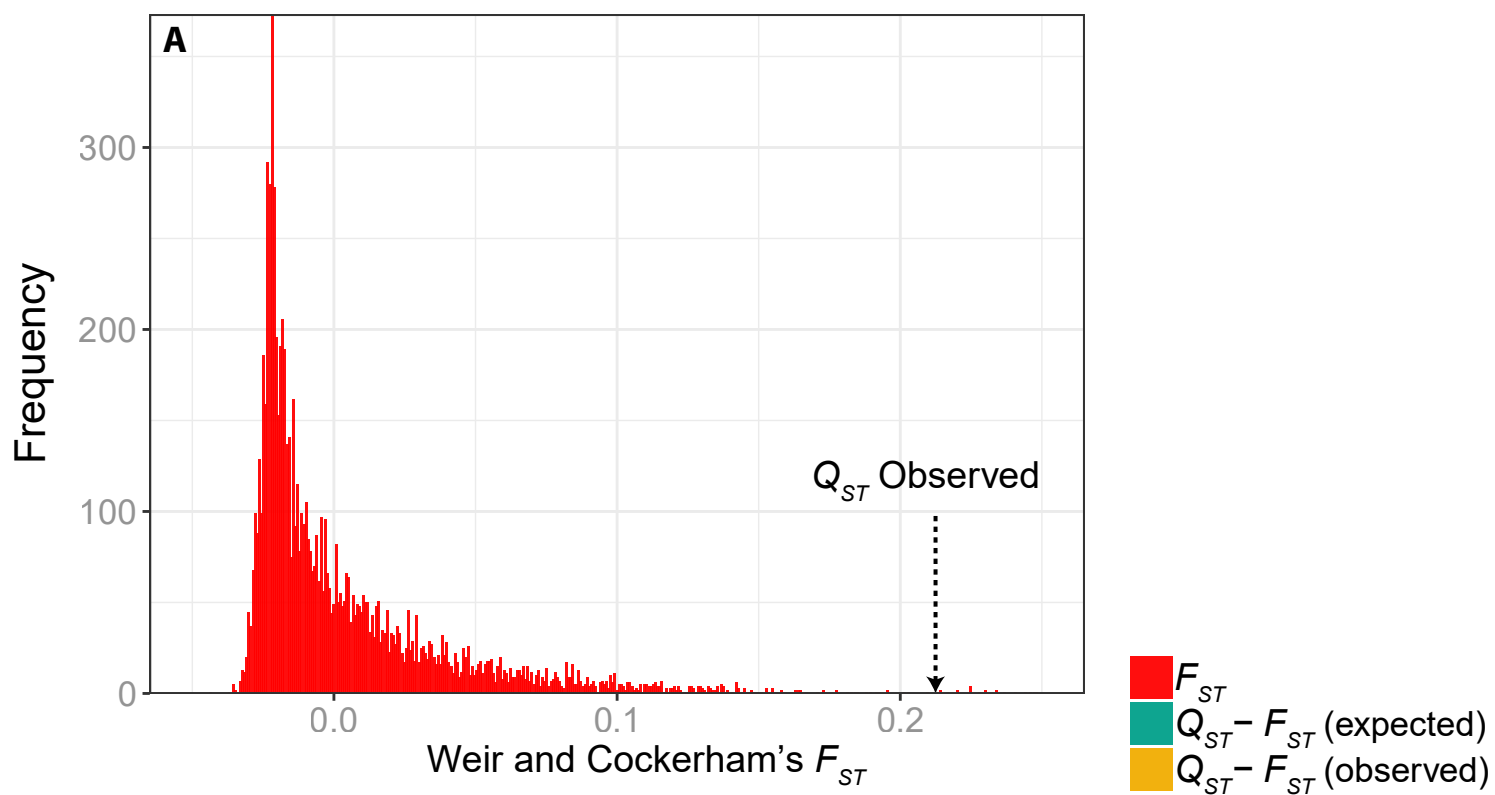 A
Frequency
300
200
100
0
QST Observed
0.0
0.1
0.2
Weir and Cockerham’s FST
FST
QST− FST (expected)
QST− FST (observed)